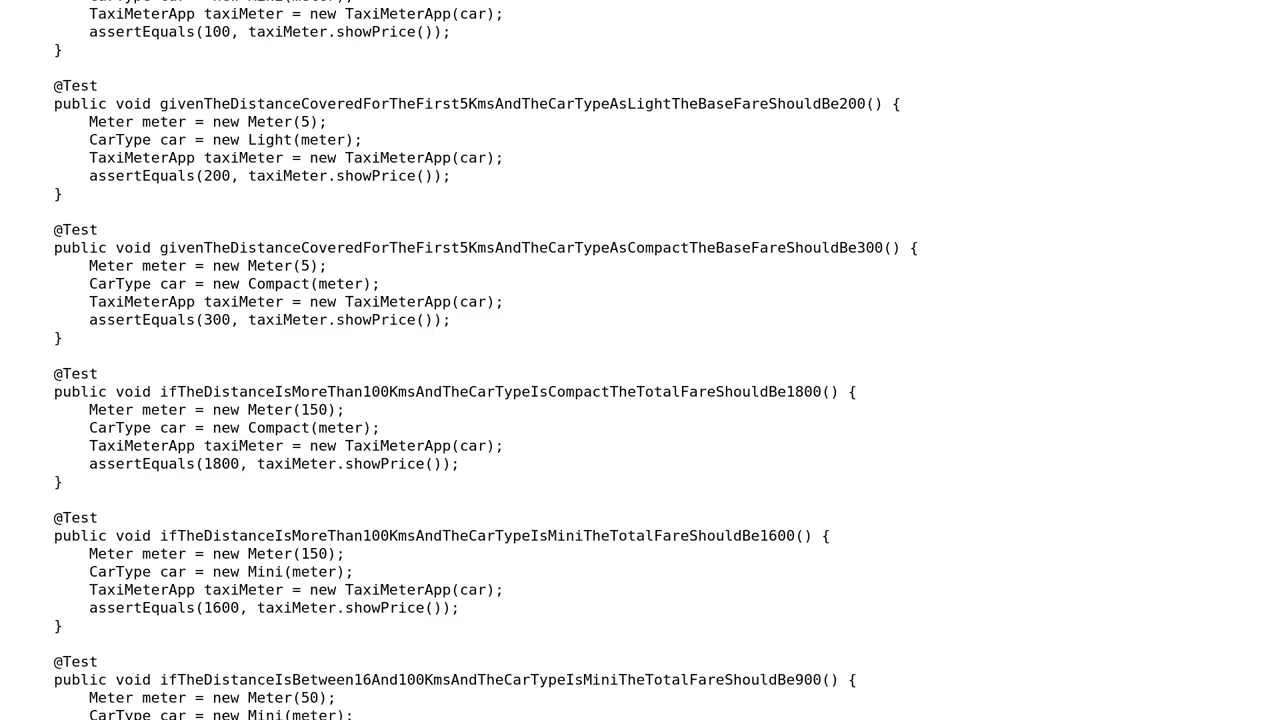 CarType car = new Mini(meter);
TaxiMeterApp taxiMeter = new TaxiMeterApp(car);
assertEquals(100, taxiMeter.showPrice());
}
@Test
public void givenTheDistanceCoveredForTheFirst5KmsAndTheCarTypeAsLightTheBaseFareShouldBe200() {
Meter meter = new Meter(5);
CarType car = new Light(meter);
TaxiMeterApp taxiMeter = new TaxiMeterApp(car);
assertEquals(200, taxiMeter.showPrice());
}
@Test
public void givenTheDistanceCoveredForTheFirst5KmsAndTheCarTypeAsCompactTheBaseFareShouldBe300() {
Meter meter = new Meter(5);
CarType car = new Compact(meter);
TaxiMeterApp taxiMeter = new TaxiMeterApp(car);
assertEquals(300, taxiMeter.showPrice());
}
@Test
public void ifTheDistanceIsMoreThan100KmsAndTheCarTypeIsCompactTheTotalFareShouldBe1800() {
Meter meter = new Meter(150);
CarType car = new Compact(meter);
TaxiMeterApp taxiMeter = new TaxiMeterApp(car);
assertEquals(1800, taxiMeter.showPrice());
}
@Test
public void ifTheDistanceIsMoreThan100KmsAndTheCarTypeIsMiniTheTotalFareShouldBe1600() {
Meter meter = new Meter(150);
CarType car = new Mini(meter);
TaxiMeterApp taxiMeter = new TaxiMeterApp(car);
assertEquals(1600, taxiMeter.showPrice());
}
@Test
public void ifTheDistanceIsBetween16And100KmsAndTheCarTypeIsMiniTheTotalFareShouldBe900() {
Meter meter = new Meter(50);
CarType car = new Mini(meter);